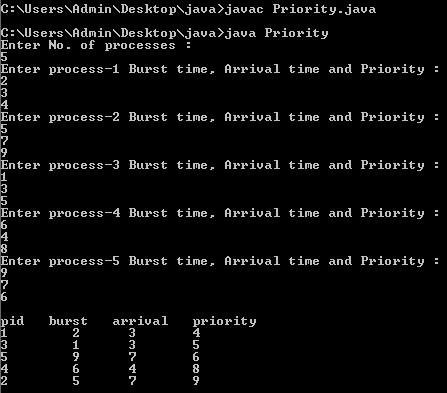 C:\Users\Admin\Desktop\java>javac Priority.java
C:\Users\Admin\Desktop\java>java Priority
Enter No. of processes :
5
Enter process-1 Burst time, Arrival time and Priority :
2
3
4
Enter process-2 Burst time, Arrival time and Priority :
5
7
9
Enter process-3 Burst time, Arrival time and Priority :
1
3
5
Enter process-4 Burst time, Arrival time and Priority :
6
4
8
Enter process-5 Burst time, Arrival time and Priority :
9
7
6
pid burst arrival priority
1 2 3 4
3 1 3 5
5 9 7 6
4 6 4 8
2 5 7 9